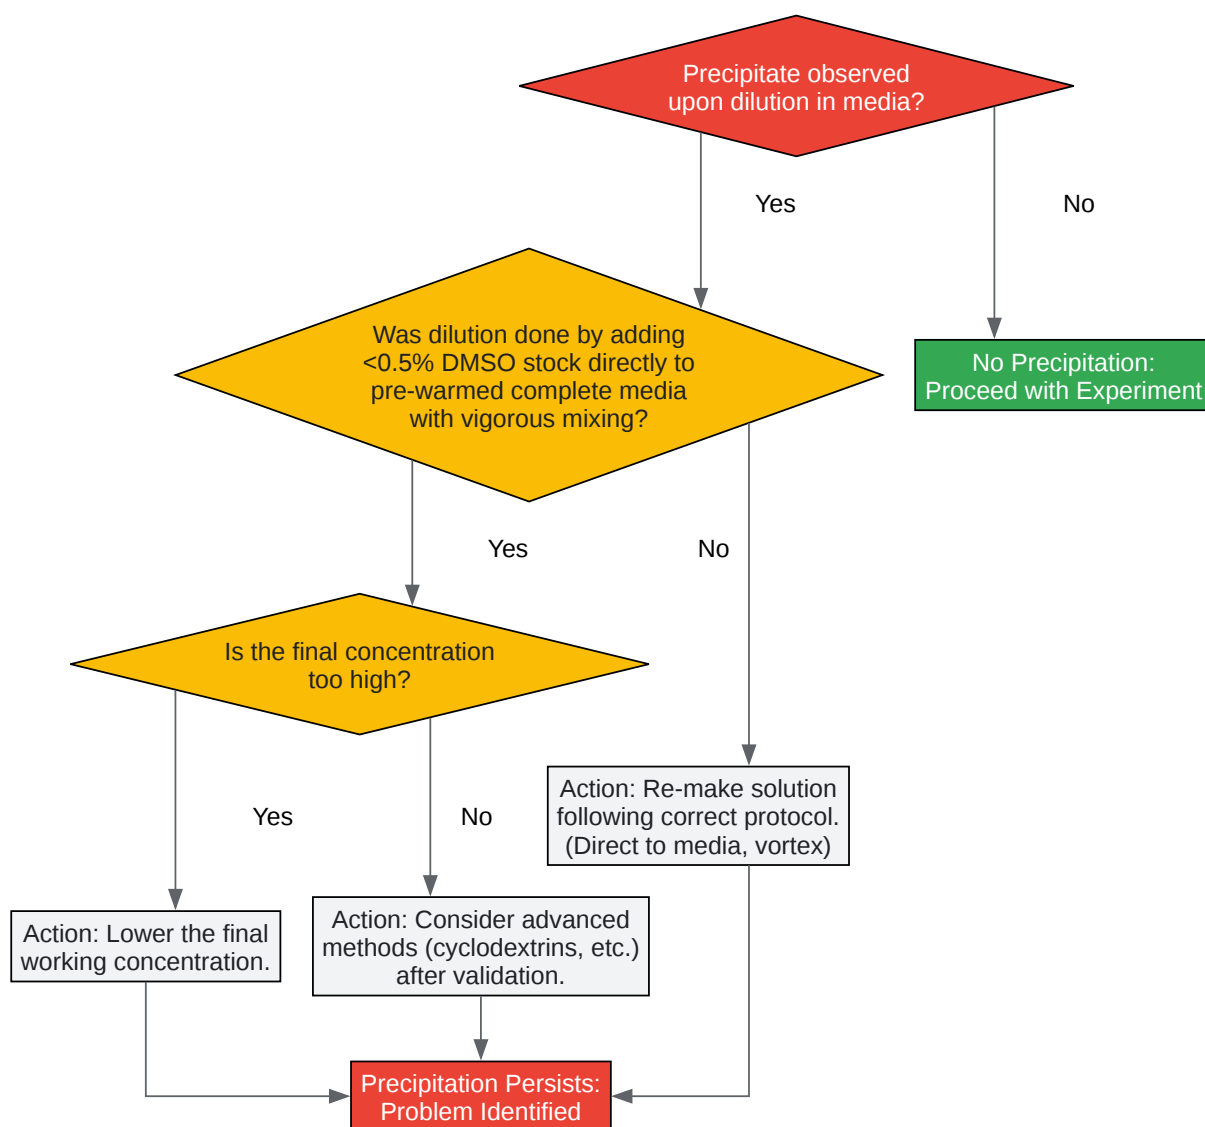 Precipitate observed
upon dilution in media?
Yes
No
Was dilution done by adding
<0.5% DMSO stock directly to
pre-warmed complete media
with vigorous mixing?
No Precipitation:
Proceed with Experiment
Yes
No
Is the final concentration
too high?
Action: Re-make solution
following correct protocol.
(Direct to media, vortex)
Yes
No
Action: Lower the final
working concentration.
Action: Consider advanced
methods (cyclodextrins, etc.)
after validation.
Precipitation Persists:
Problem Identified